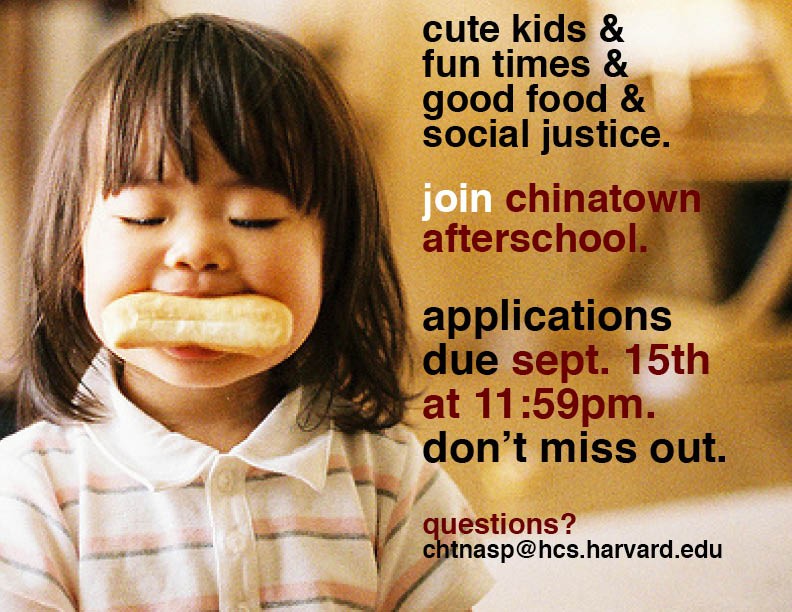 cute kids &
fun times &
good food &
social justice.
join chinatown
afterschool.
applications
due sept. 15th
at 11:59pm.
don't miss out.
questions?
chtnasp@hcs.harvard.edu